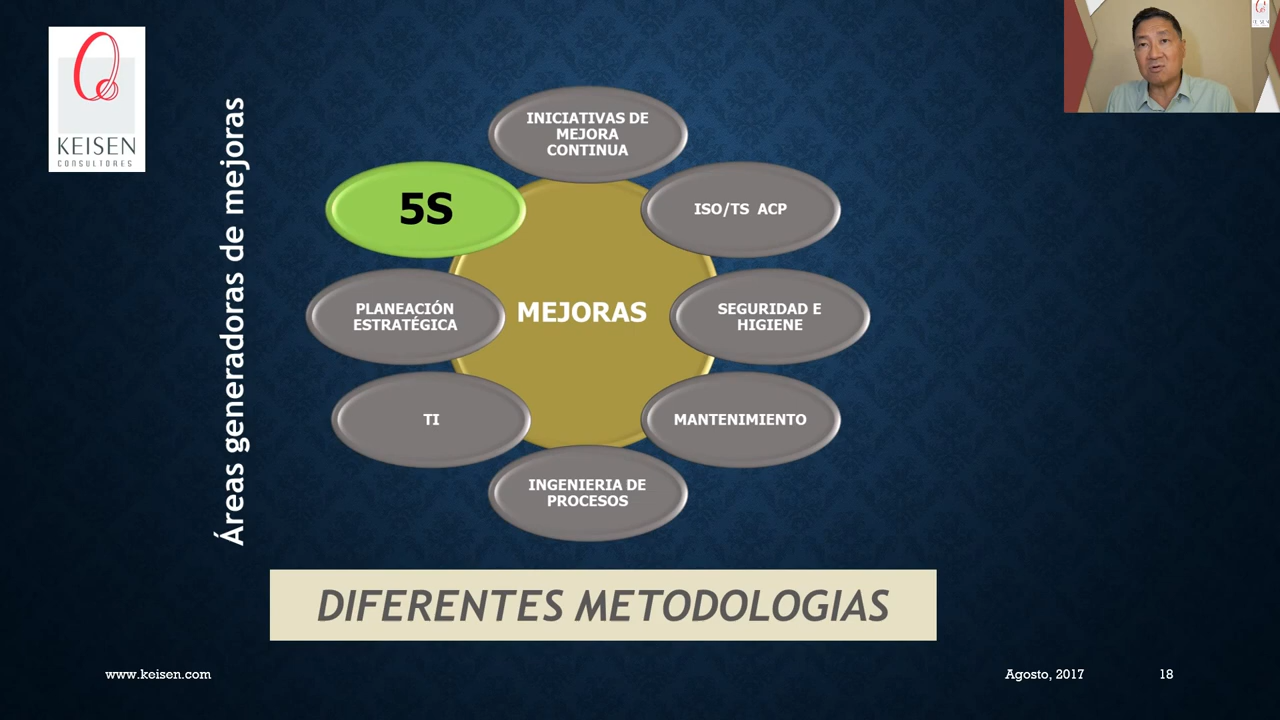 KEISEN
CONSULTORES
Áreas generadoras de mejoras
INICIATIVAS DE
MEJORA
CONTINUA
5S
ISO/TS ACP
PLANEACIÓN
ESTRATÉGICA
MEJORAS
SEGURIDAD E
HIGIENE
TI
MANTENIMIENTO
INGENIERIA DE
PROCESOS
DIFERENTES METODOLOGIAS
www.keisen.com
Agosto, 2017
18